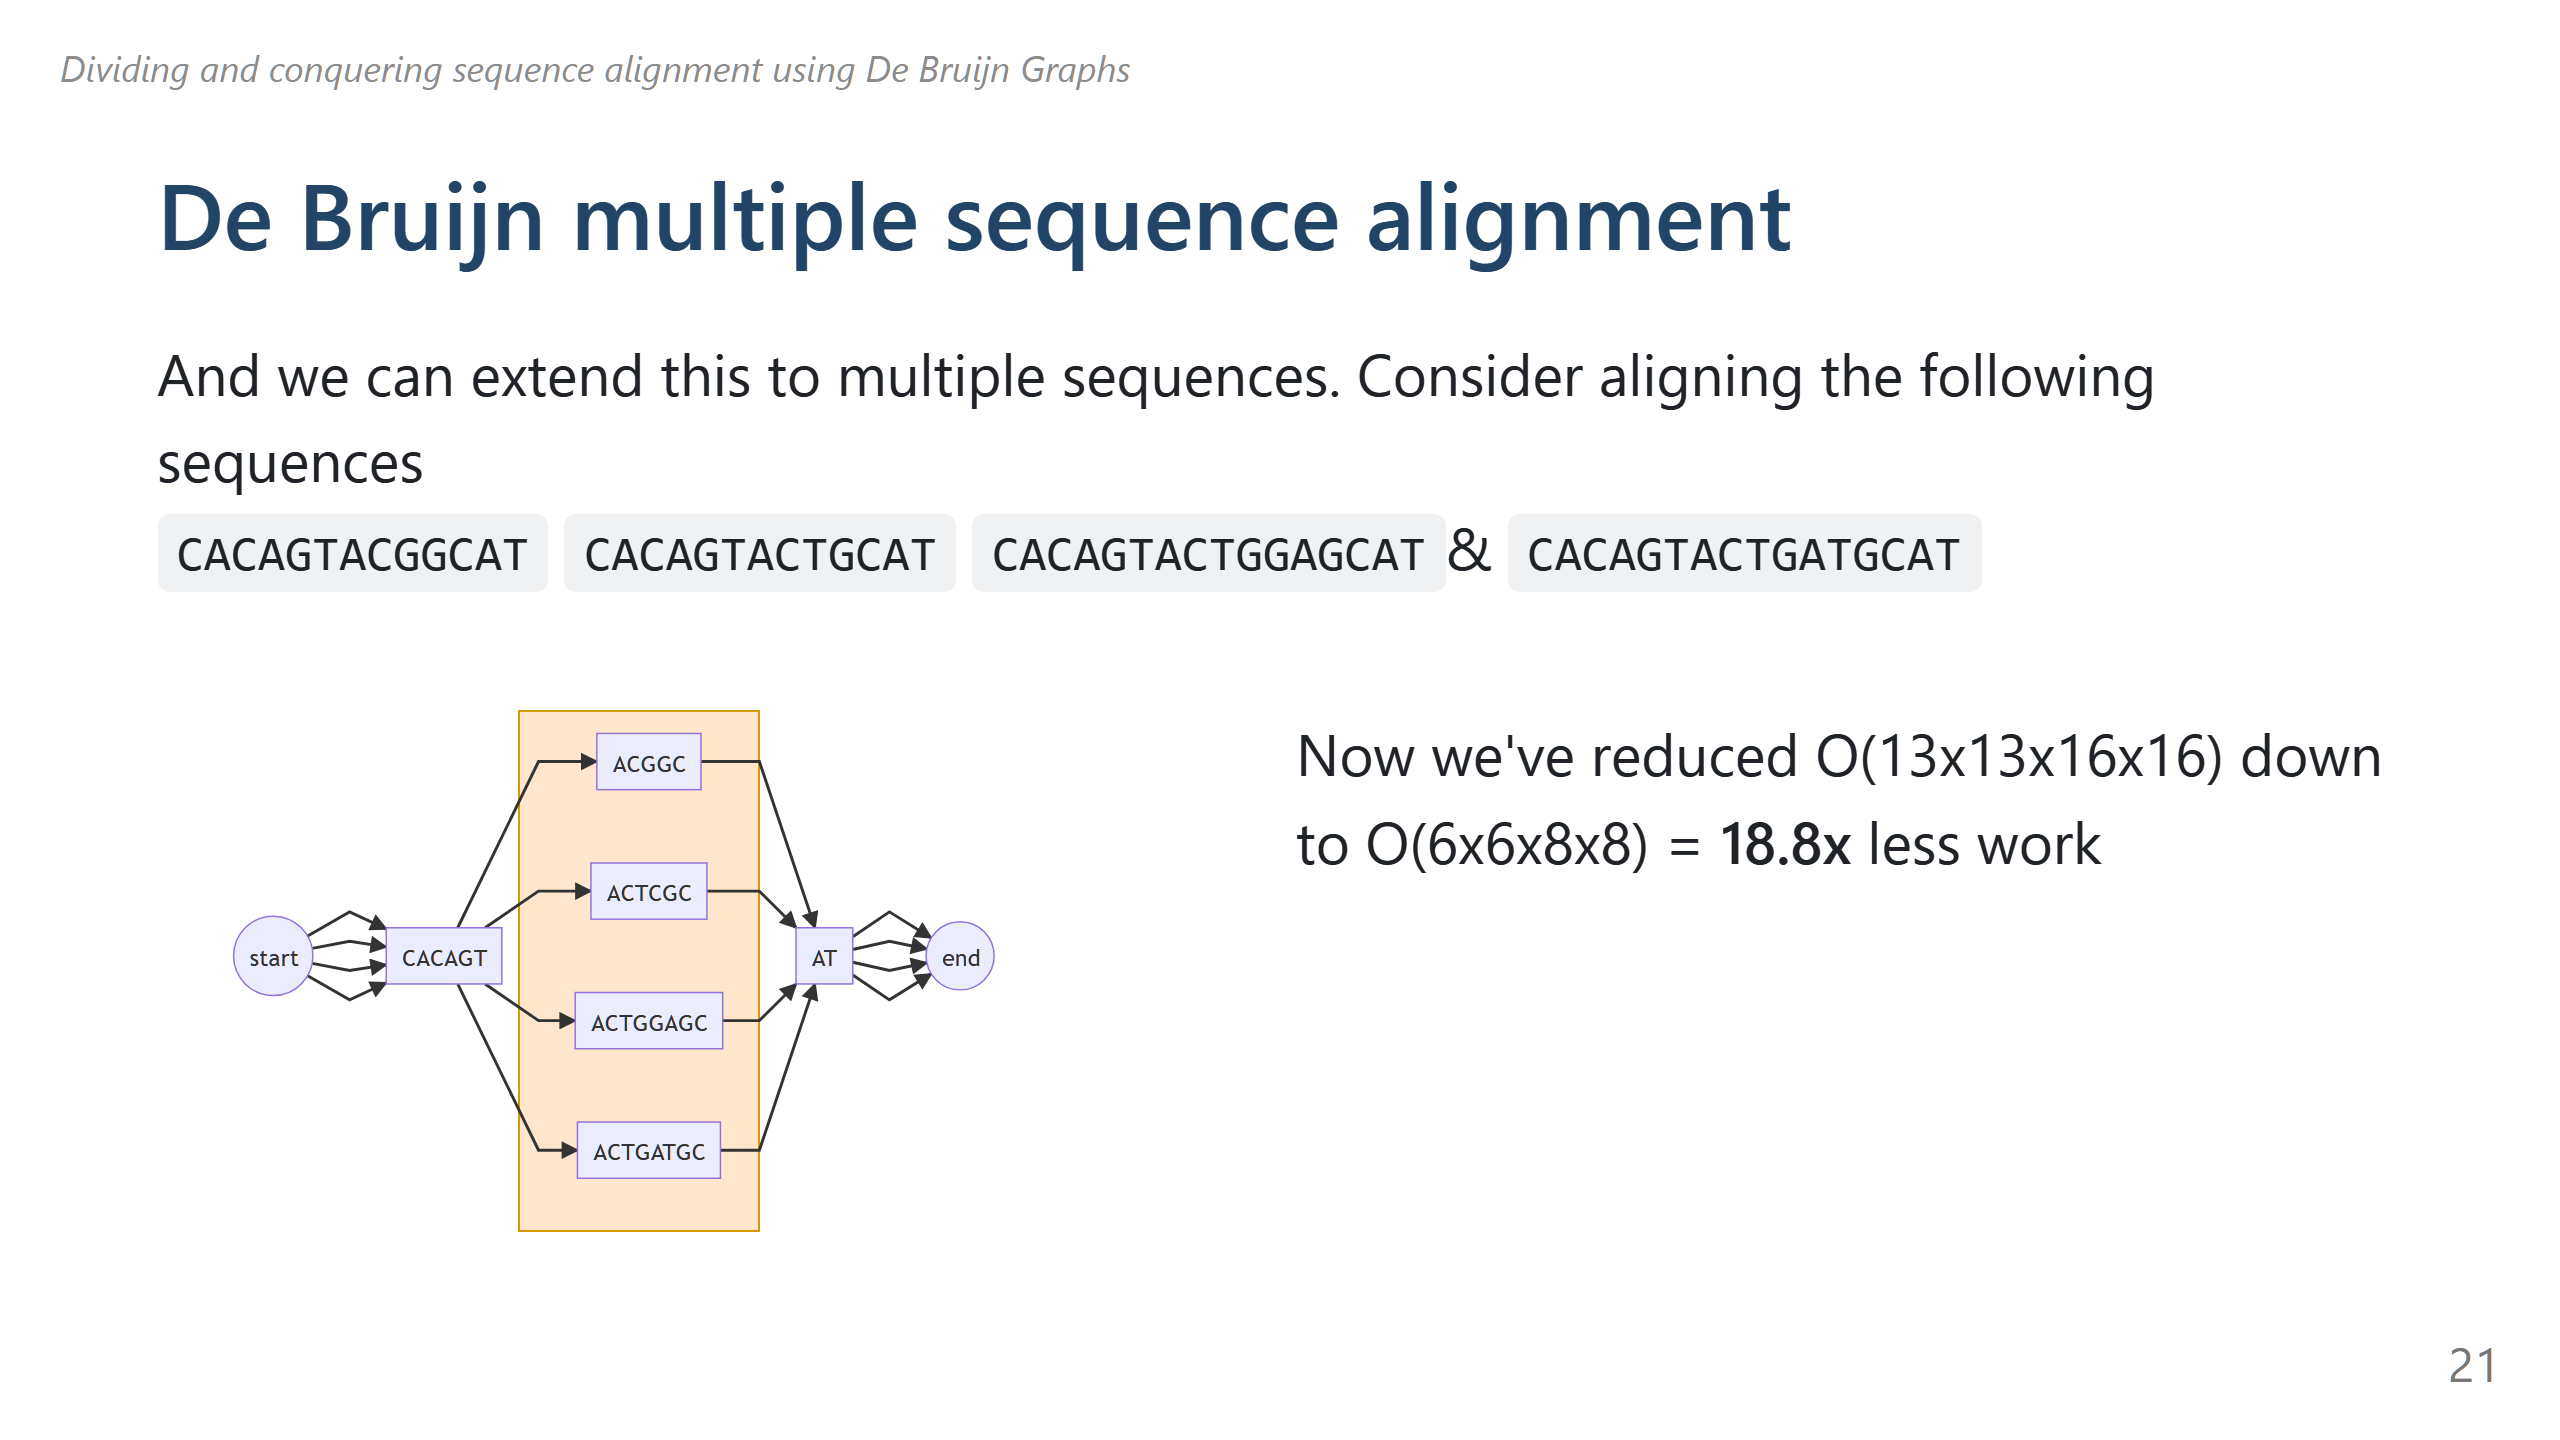 Dividing and conquering sequence alignment using De Bruijn Graphs
De Bruijn multiple sequence alignment
And we can extend this to multiple sequences. Consider aligning the following
sequences
CACAGTACGGCAT CACAGTACTGCAT CACAGTACTGGAGCAT & CACAGTACTGATGCAT
Now we've reduced O(13x13x16x16) down
to O(6x6x8x8) = 18.8x less work
ACGGC
ACTCGC
start
CACAGT
AT
end
ACTGGAGC
ACTGATGC
21